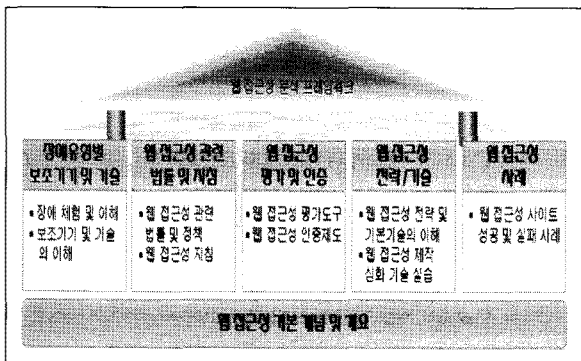 웹 접근성 분석 프레임워크
장애유형별
보조기기 및 기술
▪ 장애 체험 및 이해
▪ 보조기기 및 기술
의 이해
웹 접근성 관련
법률 및 지침
▪ 웹 접근성 관련
법률 및 정책
▪ 웹 접근성 지침
웹 접근성
평가 및 인증
▪ 웹 접근성 평가도구
▪ 웹 접근성 인증제도
웹 접근성
전략/기술
▪ 웹 접근성 전략 및
기본기술의 이해
▪ 웹 접근성 제작
심화 기술 실습
웹 접근성
사례
▪ 웹 접근성 사이트
성공 및 실패 사례
웹 접근성 기본 개념 및 개요